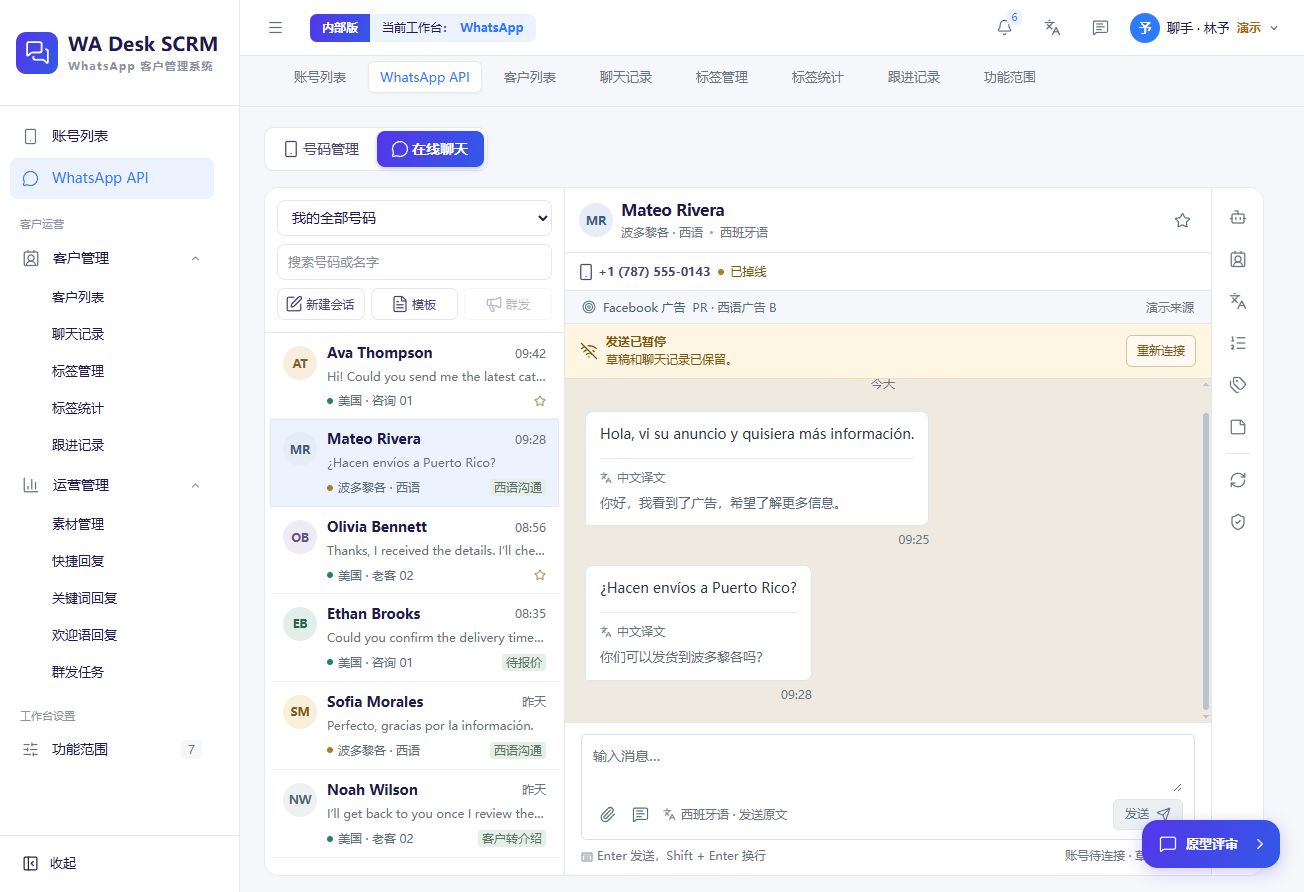 WA Desk SCRM
WhatsApp 客户管理系统
账号列表
WhatsApp API
客户运营
客户管理
客户列表
聊天记录
标签管理
标签统计
跟进记录
运营管理
素材管理
快捷回复
关键词回复
欢迎语回复
群发任务
工作台设置
功能范围 7
收起
内部版 当前工作台： WhatsApp
6
予 聊手 · 林予 演示
账号列表 WhatsApp API 客户列表 聊天记录 标签管理 标签统计 跟进记录 功能范围
号码管理 在线聊天
我的全部号码
搜索号码或名字
新建会话 模板 群发
AT Ava Thompson 09:42
Hi! Could you send me the latest cat...
美国 · 咨询 01
MR Mateo Rivera 09:28
¿Hacen envíos a Puerto Rico?
波多黎各 · 西语 西语沟通
OB Olivia Bennett 08:56
Thanks, I received the details. I'll che...
美国 · 老客 02
EB Ethan Brooks 08:35
Could you confirm the delivery time...
美国 · 咨询 01 待报价
SM Sofia Morales 昨天
Perfecto, gracias por la información.
波多黎各 · 西语 西语沟通
NW Noah Wilson 昨天
I'll get back to you once I review the...
美国 · 老客 02 客户转介绍
MR Mateo Rivera
波多黎各 · 西语 • 西班牙语
+1 (787) 555-0143 已掉线
Facebook 广告 PR · 西语广告 B 演示来源
发送已暂停
草稿和聊天记录已保留。
重新连接
今天
Hola, vi su anuncio y quisiera más información.
中文译文
你好，我看到了广告，希望了解更多信息。
09:25
¿Hacen envíos a Puerto Rico?
中文译文
你们可以发货到波多黎各吗？
09:28
输入消息...
西班牙语 · 发送原文 发送
Enter 发送，Shift + Enter 换行 账号待连接 ·
原型评审